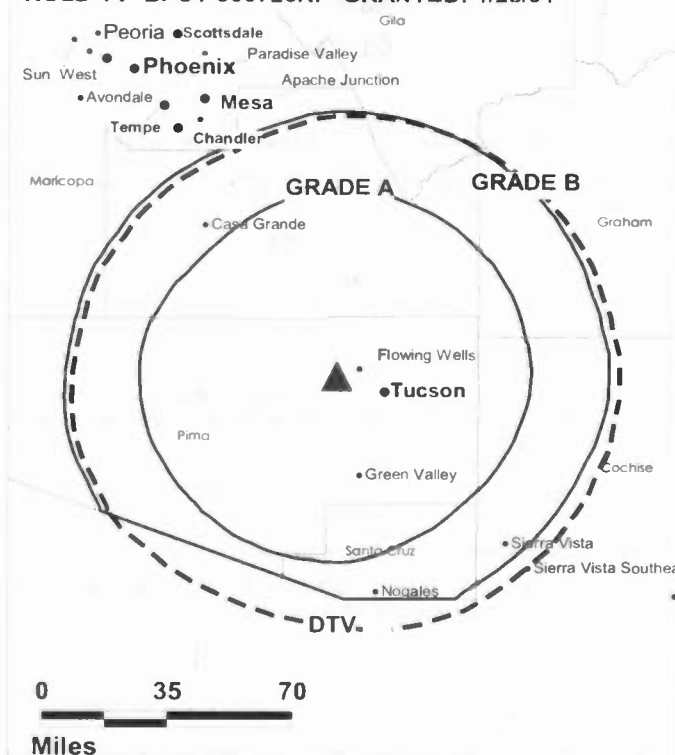 Gila
Peoria Scottsdale
Sun West Paradise Valley
Phoenix
Apache Junction
Avondale Mesa
Tempe
Chandler
Maricopa
GRADE A GRADE B
Casa Grande Graham
Flowing Wells
Tucson
Pima
Green Valley Cochise
Santa Cruz Sierra Vista
Sierra Vista Southea
Nogales
DTV
0 35 70
Miles